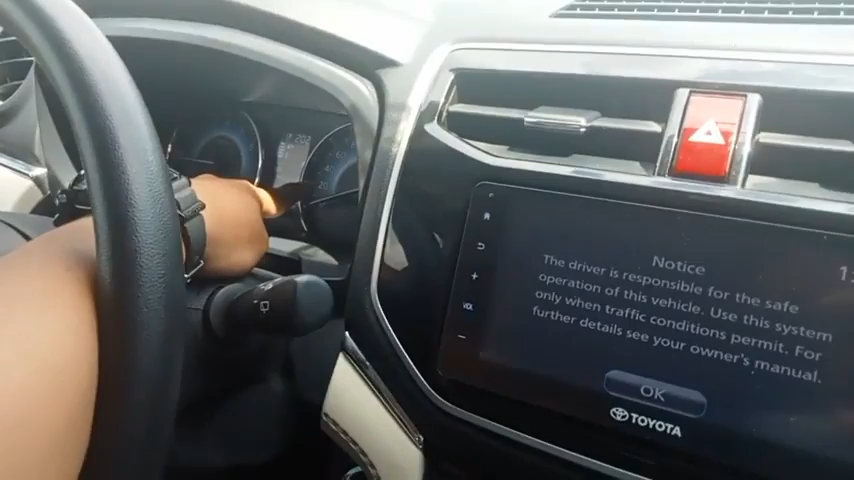 Notice
The driver is responsible for the safe
operation of this vehicle. Use this system
only when traffic conditions permit. For
further details see your owner's manual.
OK
TOYOTA
VOL